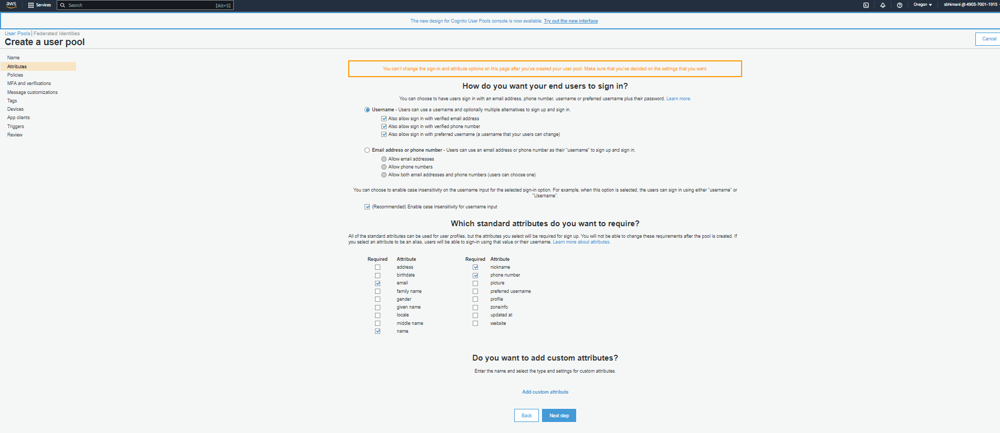 aws
Services
Search
[Alt+S]
Oregon
sbhimani @ 4903-7001-1915
The new design for Cognito User Pools console is now available. Try out the new interface
User Pools | Federated Identities
Create a user pool
Cancel
Name
Attributes
Policies
MFA and verifications
Message customizations
Tags
Devices
App clients
Triggers
Review
You can't change the sign-in and attribute options on this page after you've created your user pool. Make sure that you've decided on the settings that you want.
How do you want your end users to sign in?
You can choose to have users sign in with an email address, phone number, username or preferred username plus their password. Learn more.
Username - Users can use a username and optionally multiple alternatives to sign up and sign in.
Also allow sign in with verified email address
Also allow sign in with verified phone number
Also allow sign in with preferred username (a username that your users can change)
Email address or phone number - Users can use an email address or phone number as their "username" to sign up and sign in.
Allow email addresses
Allow phone numbers
Allow both email addresses and phone numbers (users can choose one)
You can choose to enable case insensitivity on the username input for the selected sign-in option. For example, when this option is selected, the users can sign in using either "username" or
"Username".
(Recommended) Enable case insensitivity for username input
Which standard attributes do you want to require?
All of the standard attributes can be used for user profiles, but the attributes you select will be required for sign up. You will not be able to change these requirements after the pool is created. If
you select an attribute to be an alias, users will be able to sign-in using that value or their username. Learn more about attributes.
Required Attribute
address
birthdate
email
family name
gender
given name
locale
middle name
name
Required Attribute
nickname
phone number
picture
preferred username
profile
zoneinfo
updated at
website
Do you want to add custom attributes?
Enter the name and select the type and settings for custom attributes.
Add custom attribute
Back
Next step